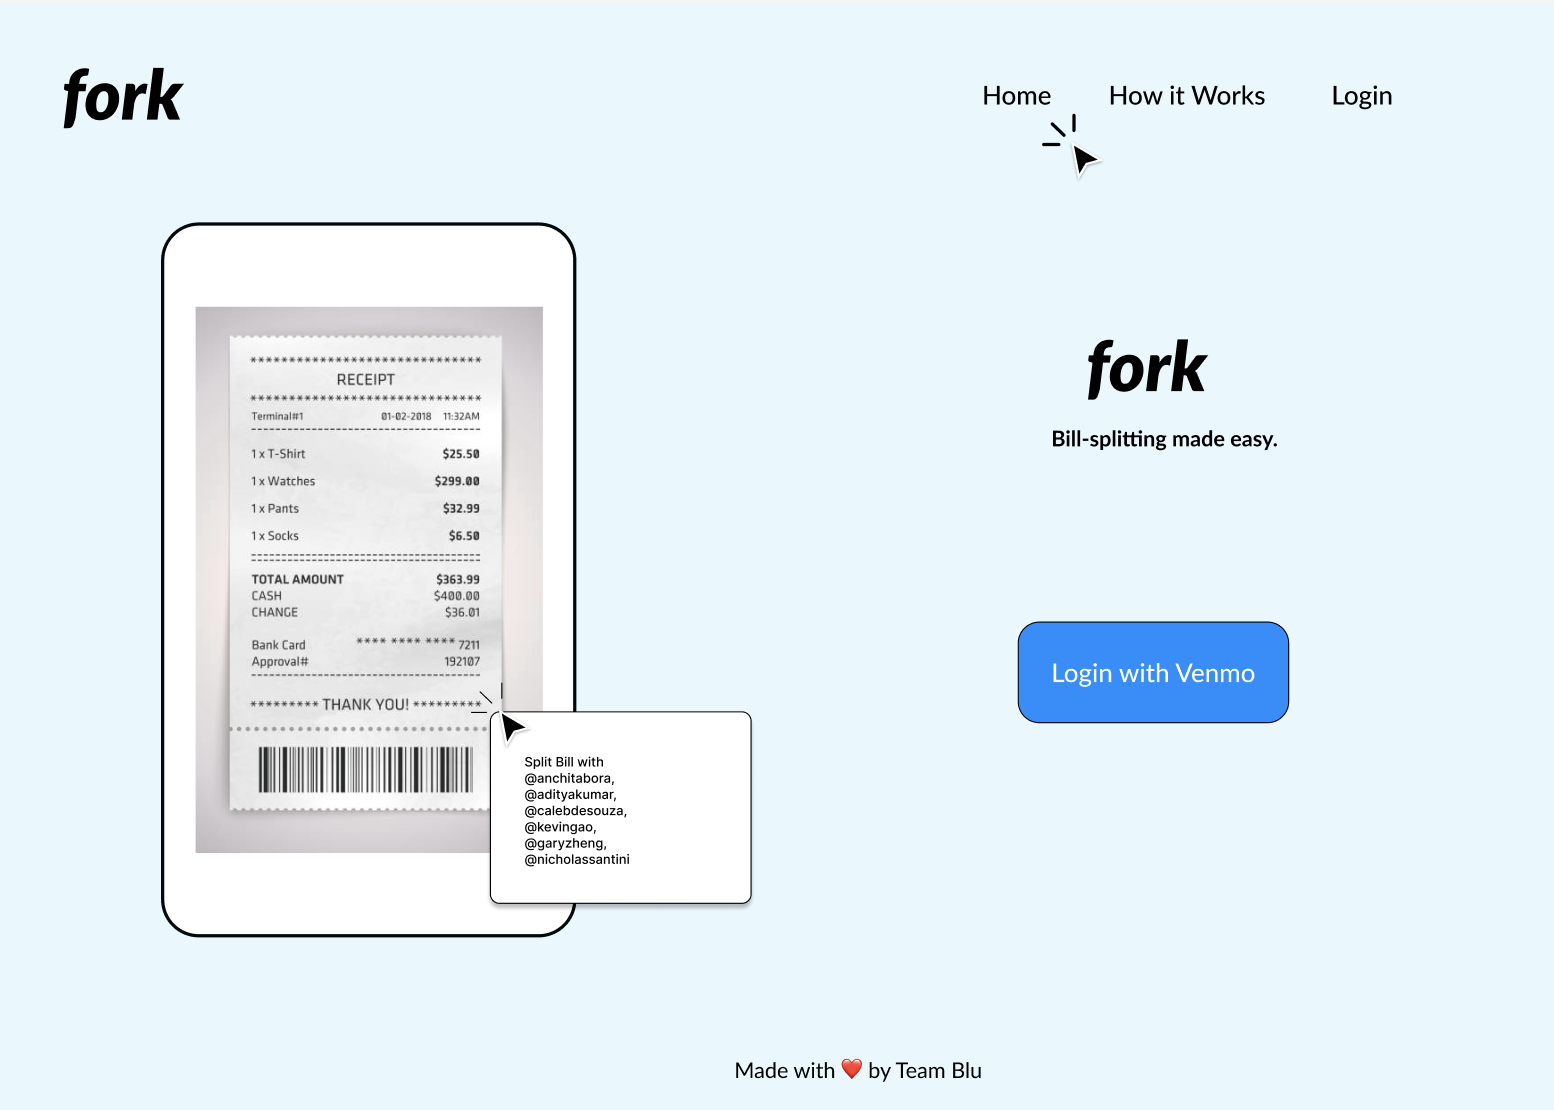 fork
Home How it Works Login
*******************************
RECEIPT
*******************************
Terminal#1 01-02-2018 11:32AM
1 x T-Shirt $25.50
1 x Watches $299.00
1 x Pants $32.99
1 x Socks $6.50
TOTAL AMOUNT $363.99
CASH $400.00
CHANGE $36.01
Bank Card **** **** **** 7211
Approval# 192107
********* THANK YOU! *********
Split Bill with
@anchitabora,
@adityakumar,
@calebdesouza,
@kevingao,
@garyzheng,
@nicholassantini
fork
Bill-splitting made easy.
Login with Venmo
Made with ❤️ by Team Blu